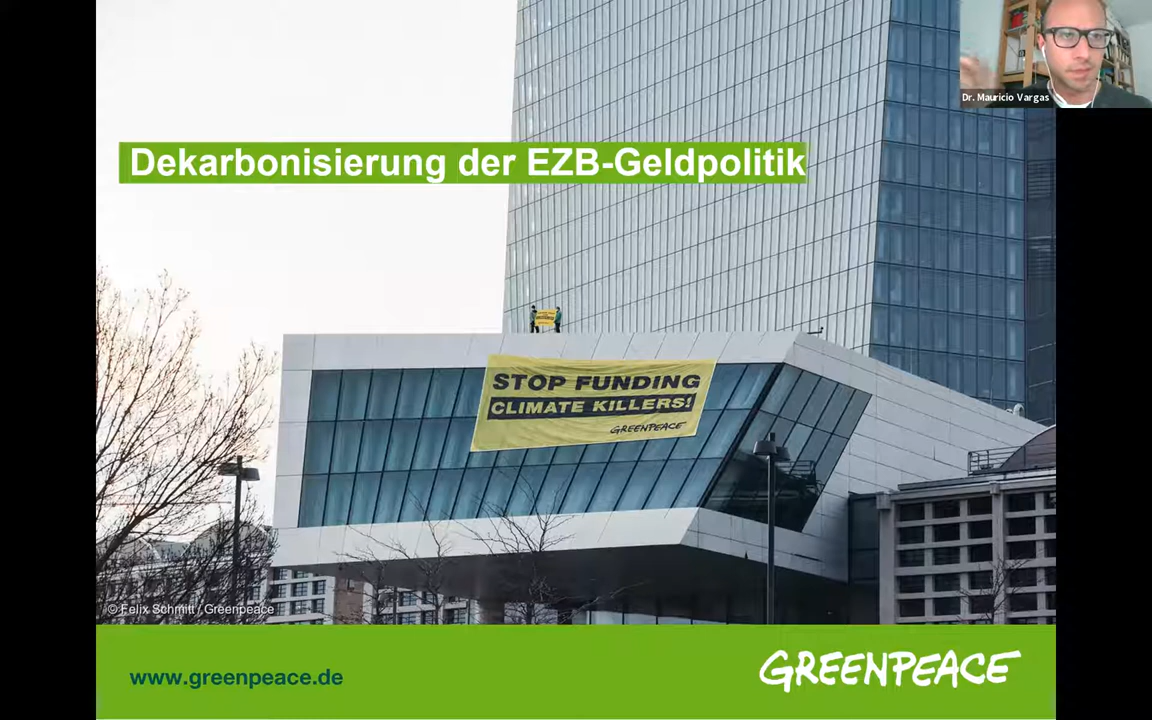 Dr. Mauricio Vargas
Dekarbonisierung der EZB-Geldpolitik
STOP FUNDING
CLIMATE KILLERS!
GREENPEACE
© Felix Schmitt / Greenpeace
www.greenpeace.de
GREENPEACE